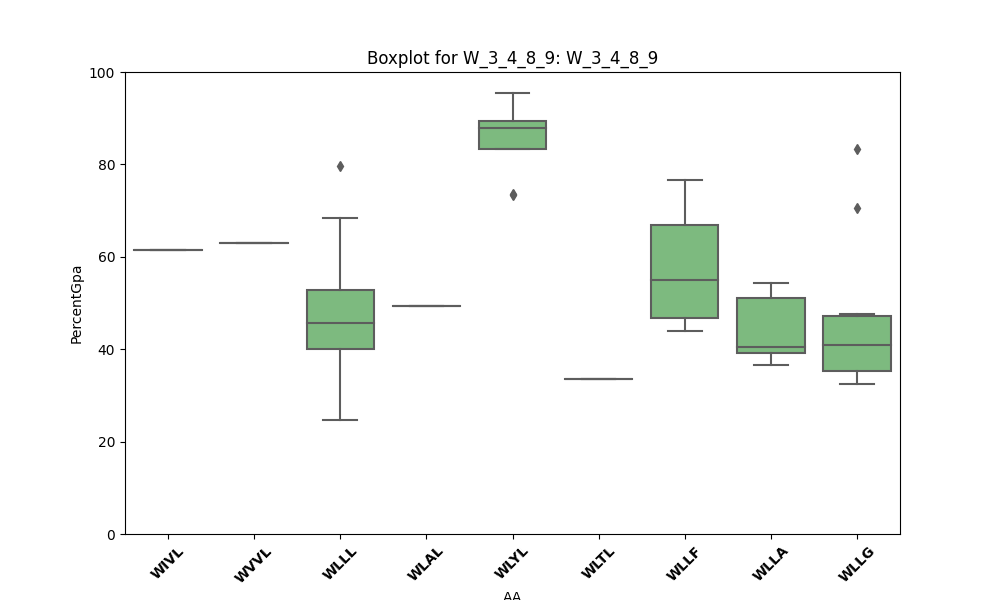 Boxplot for W_3_4_8_9: W_3_4_8_9
PercentGpa
100
80
60
40
20
0
WIVL WVVL WLLL WLAL WLYL WLTL WLLF WLLA WLLG
AA